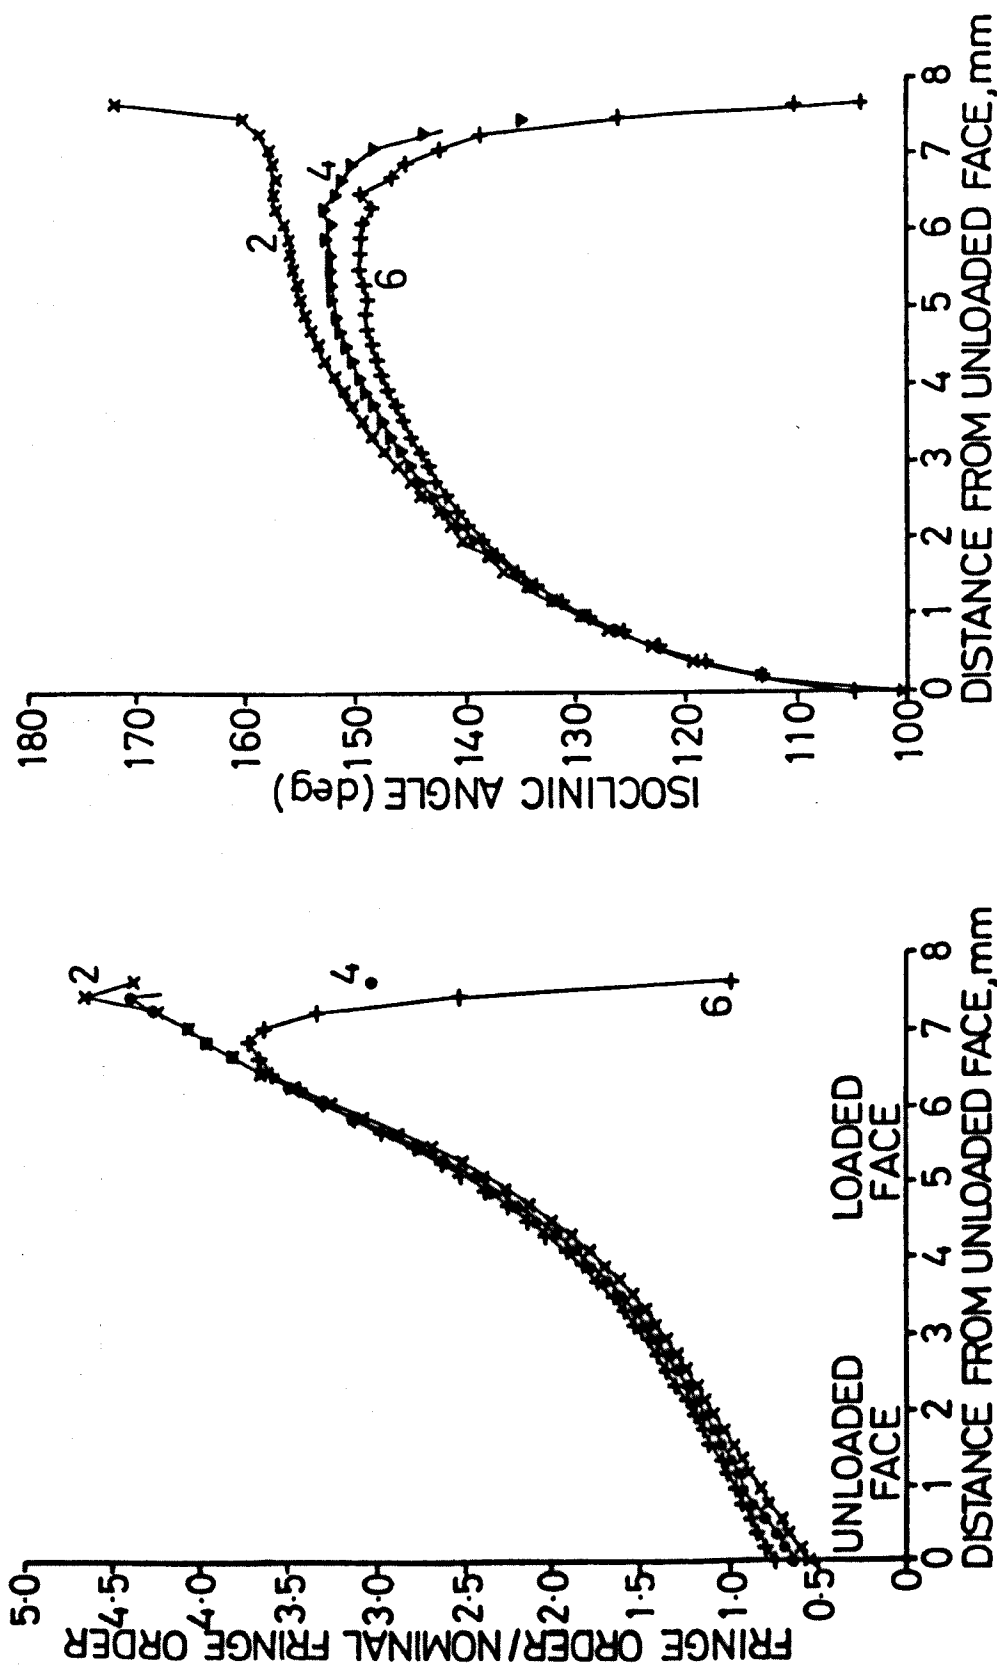 FRINGE ORDER/NOMINAL FRINGE ORDER
5·0
4·5
4·0
3·5
3·0
2·5
2·0
1·5
1·0
0·5
0
2
4
6
UNLOADED
FACE
LOADED
FACE
0 1 2 3 4 5 6 7 8
DISTANCE FROM UNLOADED FACE, mm
ISOCLINIC ANGLE (deg)
180
170
160
150
140
130
120
110
100
2
4
6
0 1 2 3 4 5 6 7 8
DISTANCE FROM UNLOADED FACE, mm